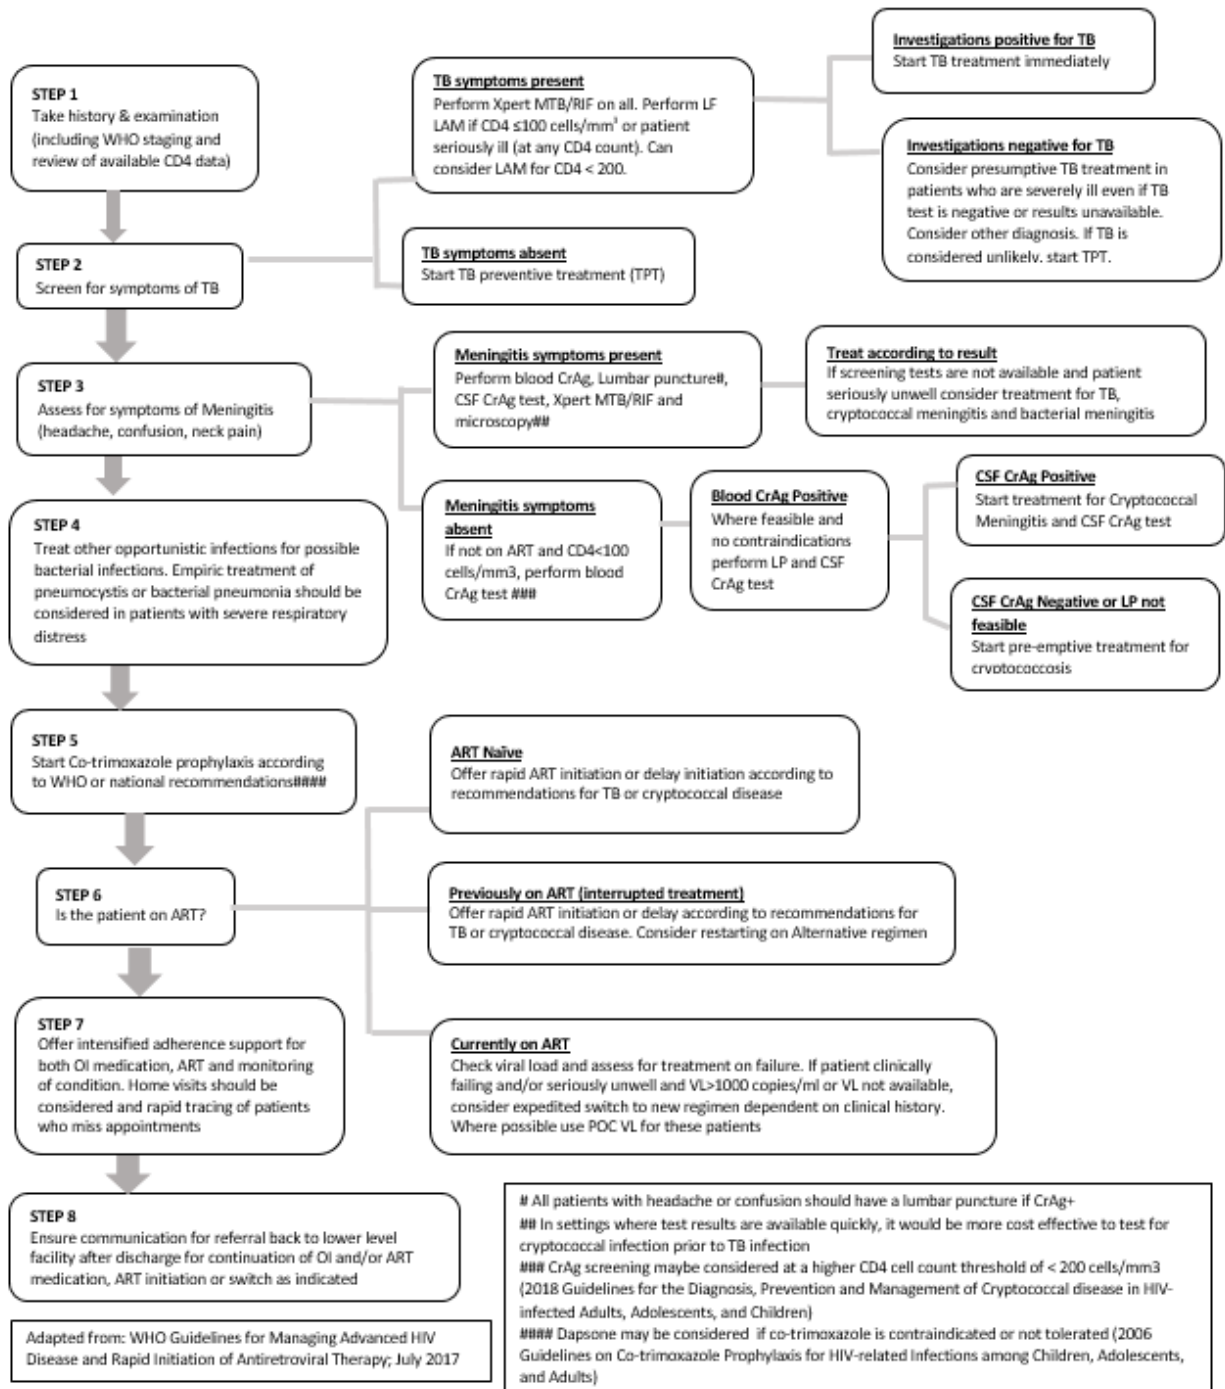 STEP 1
Take history & examination
(including WHO staging and
review of available CD4 data)
TB symptoms present
Perform Xpert MTB/RIF on all. Perform LF
LAM if CD4 ≤100 cells/mm³ or patient
seriously ill (at any CD4 count). Can
consider LAM for CD4 < 200.
Investigations positive for TB
Start TB treatment immediately
Investigations negative for TB
Consider presumptive TB treatment in
patients who are severely ill even if TB
test is negative or results unavailable.
Consider other diagnosis. If TB is
considered unlikely, start TPT.
STEP 2
Screen for symptoms of TB
TB symptoms absent
Start TB preventive treatment (TPT)
STEP 3
Assess for symptoms of Meningitis
(headache, confusion, neck pain)
Meningitis symptoms present
Perform blood CrAg, Lumbar puncture#,
CSF CrAg test, Xpert MTB/RIF and
microscopy##
Treat according to result
If screening tests are not available and patient
seriously unwell consider treatment for TB,
cryptococcal meningitis and bacterial meningitis
Meningitis symptoms
absent
If not on ART and CD4<100
cells/mm3, perform blood
CrAg test ###
Blood CrAg Positive
Where feasible and
no contraindications
perform LP and CSF
CrAg test
CSF CrAg Positive
Start treatment for Cryptococcal
Meningitis and CSF CrAg test
CSF CrAg Negative or LP not
feasible
Start pre-emptive treatment for
cryptococcosis
STEP 4
Treat other opportunistic infections for possible
bacterial infections. Empiric treatment of
pneumocystis or bacterial pneumonia should be
considered in patients with severe respiratory
distress
STEP 5
Start Co-trimoxazole prophylaxis according
to WHO or national recommendations####
STEP 6
Is the patient on ART?
ART Naïve
Offer rapid ART initiation or delay initiation according to
recommendations for TB or cryptococcal disease
Previously on ART (interrupted treatment)
Offer rapid ART initiation or delay according to recommendations for
TB or cryptococcal disease. Consider restarting on Alternative regimen
Currently on ART
Check viral load and assess for treatment on failure. If patient clinically
failing and/or seriously unwell and VL>1000 copies/ml or VL not available,
consider expedited switch to new regimen dependent on clinical history.
Where possible use POC VL for these patients
STEP 7
Offer intensified adherence support for
both OI medication, ART and monitoring
of condition. Home visits should be
considered and rapid tracing of patients
who miss appointments
STEP 8
Ensure communication for referral back to lower level
facility after discharge for continuation of OI and/or ART
medication, ART initiation or switch as indicated
Adapted from: WHO Guidelines for Managing Advanced HIV
Disease and Rapid Initiation of Antiretroviral Therapy; July 2017
# All patients with headache or confusion should have a lumbar puncture if CrAg+
## In settings where test results are available quickly, it would be more cost effective to test for
cryptococcal infection prior to TB infection
### CrAg screening maybe considered at a higher CD4 cell count threshold of < 200 cells/mm3
(2018 Guidelines for the Diagnosis, Prevention and Management of Cryptococcal disease in HIV-
infected Adults, Adolescents, and Children)
#### Dapsone may be considered if co-trimoxazole is contraindicated or not tolerated (2006
Guidelines on Co-trimoxazole Prophylaxis for HIV-related Infections among Children, Adolescents,
and Adults)